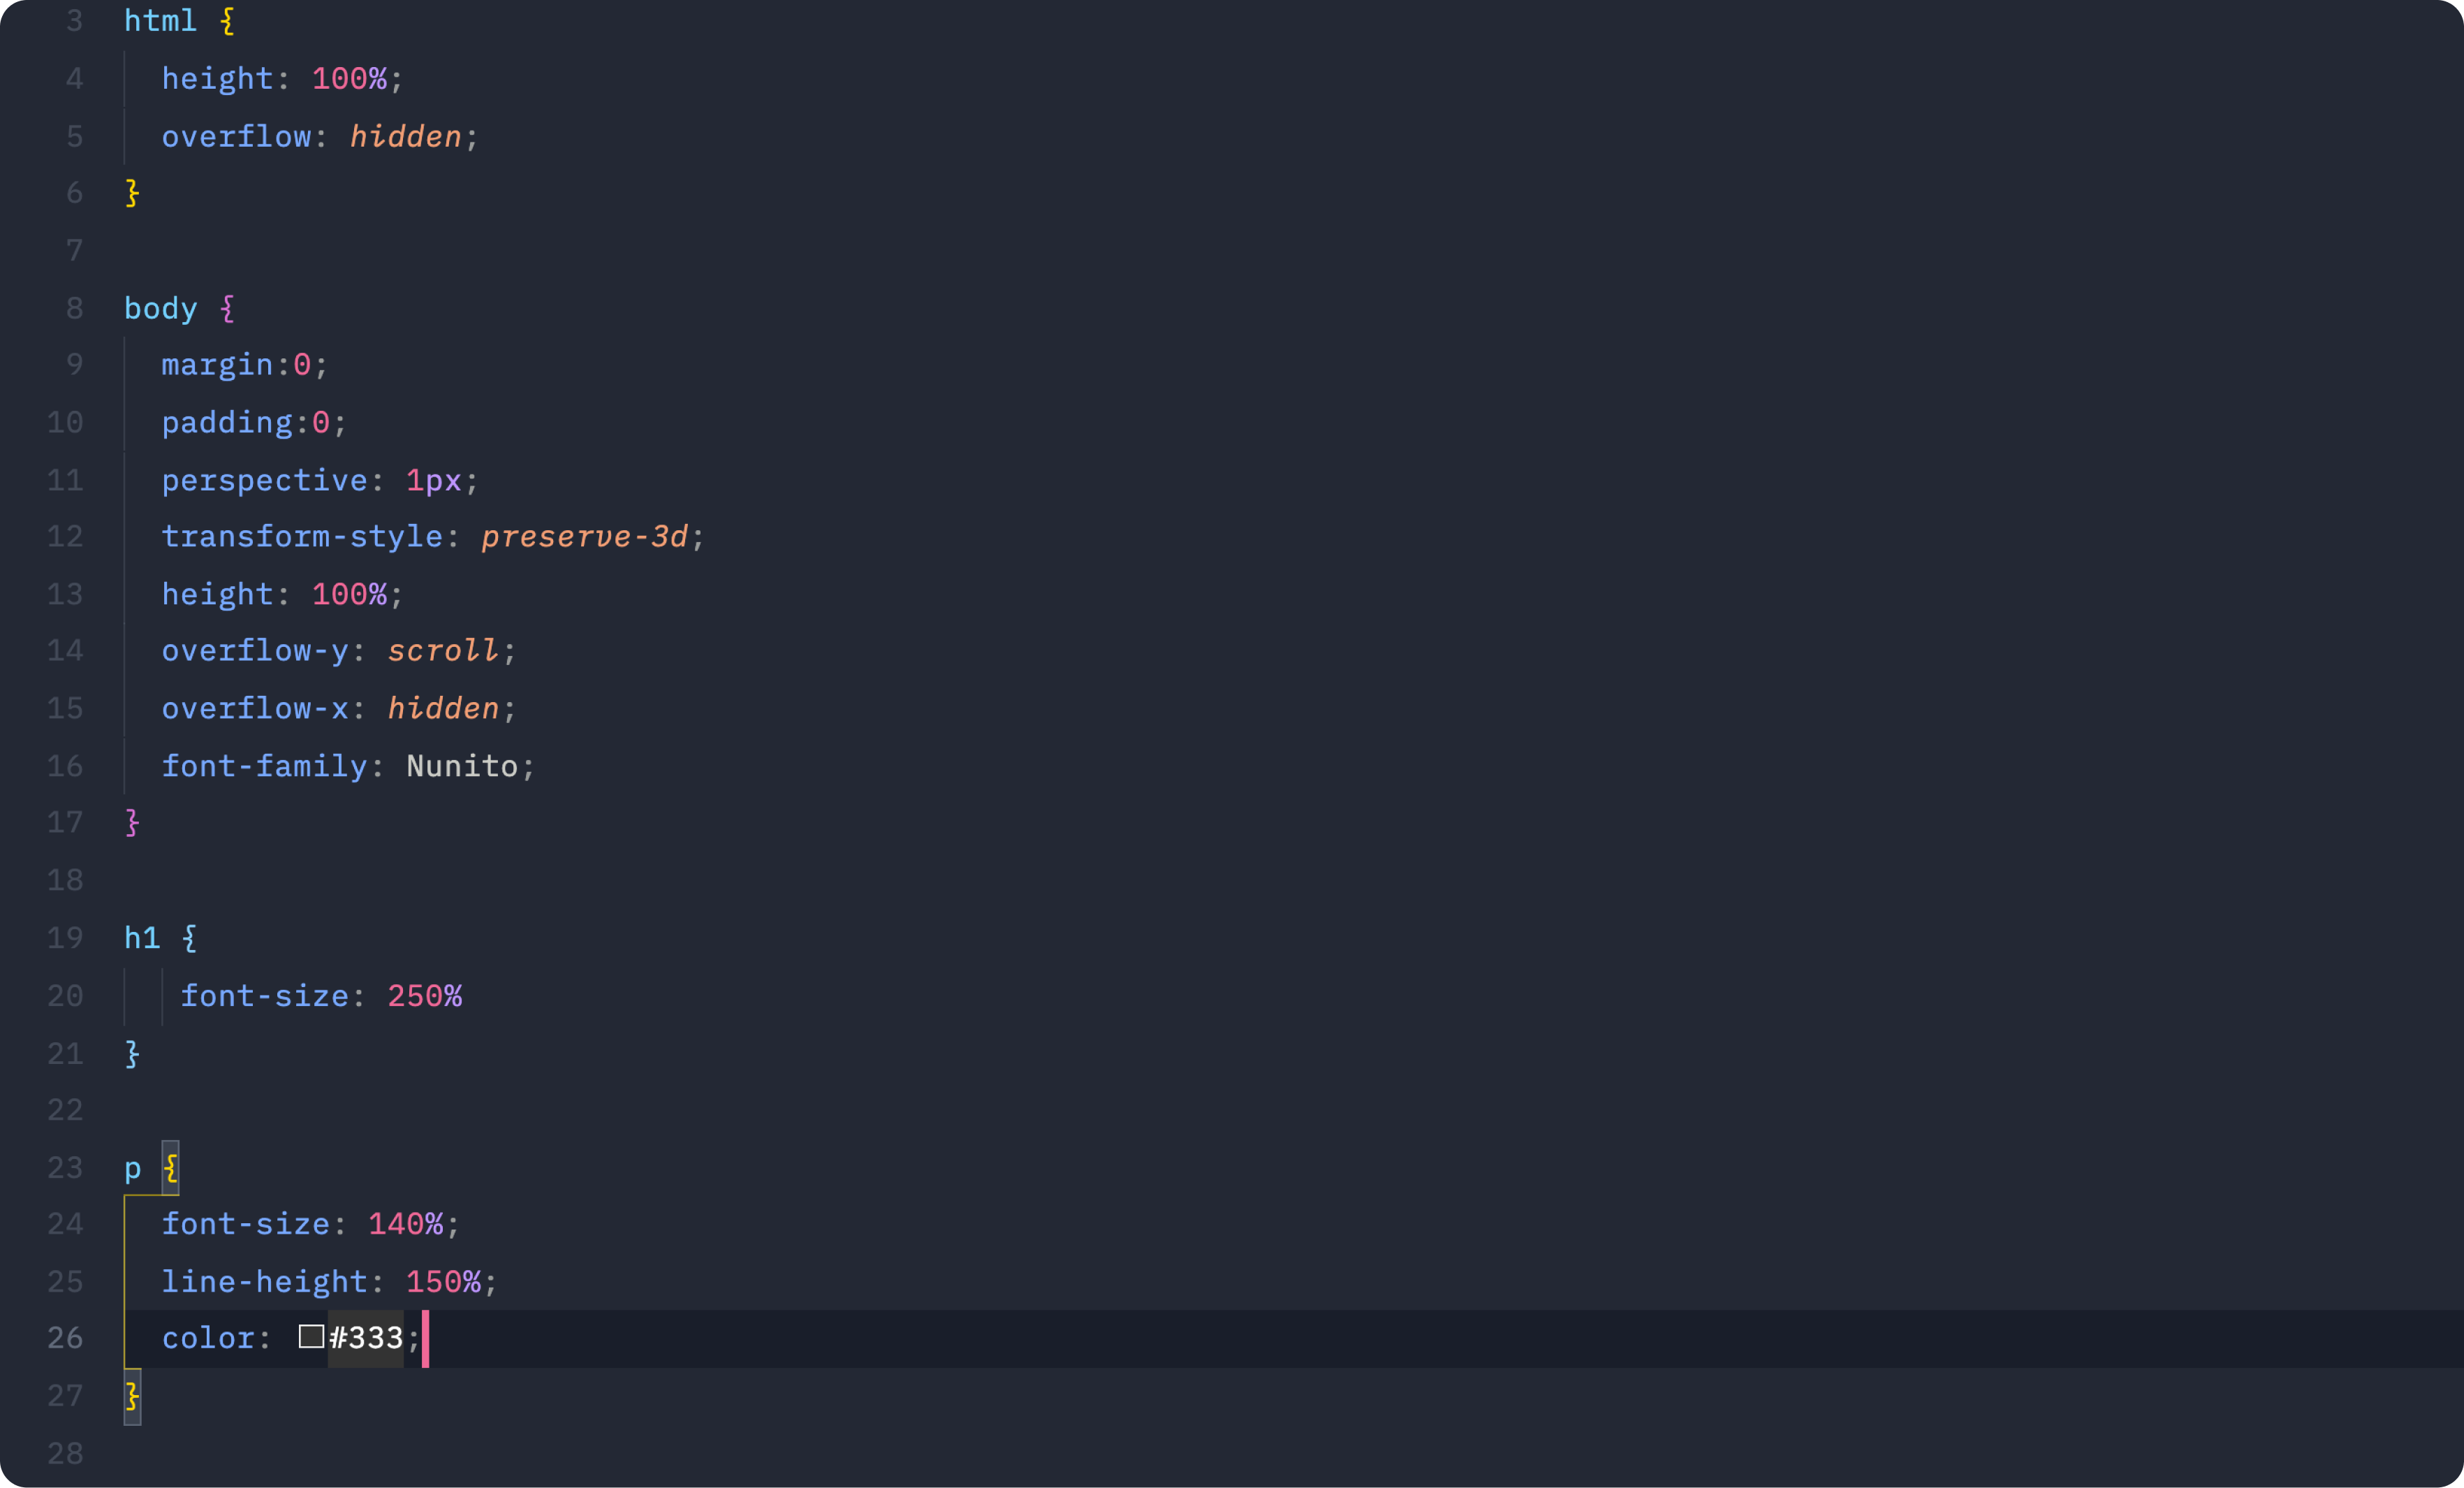 3 html {
4   height: 100%;
5   overflow: hidden;
6 }
7
8 body {
9   margin:0;
10   padding:0;
11   perspective: 1px;
12   transform-style: preserve-3d;
13   height: 100%;
14   overflow-y: scroll;
15   overflow-x: hidden;
16   font-family: Nunito;
17 }
18
19 h1 {
20    font-size: 250%
21 }
22
23 p {
24   font-size: 140%;
25   line-height: 150%;
26   color: #333;
27 }
28